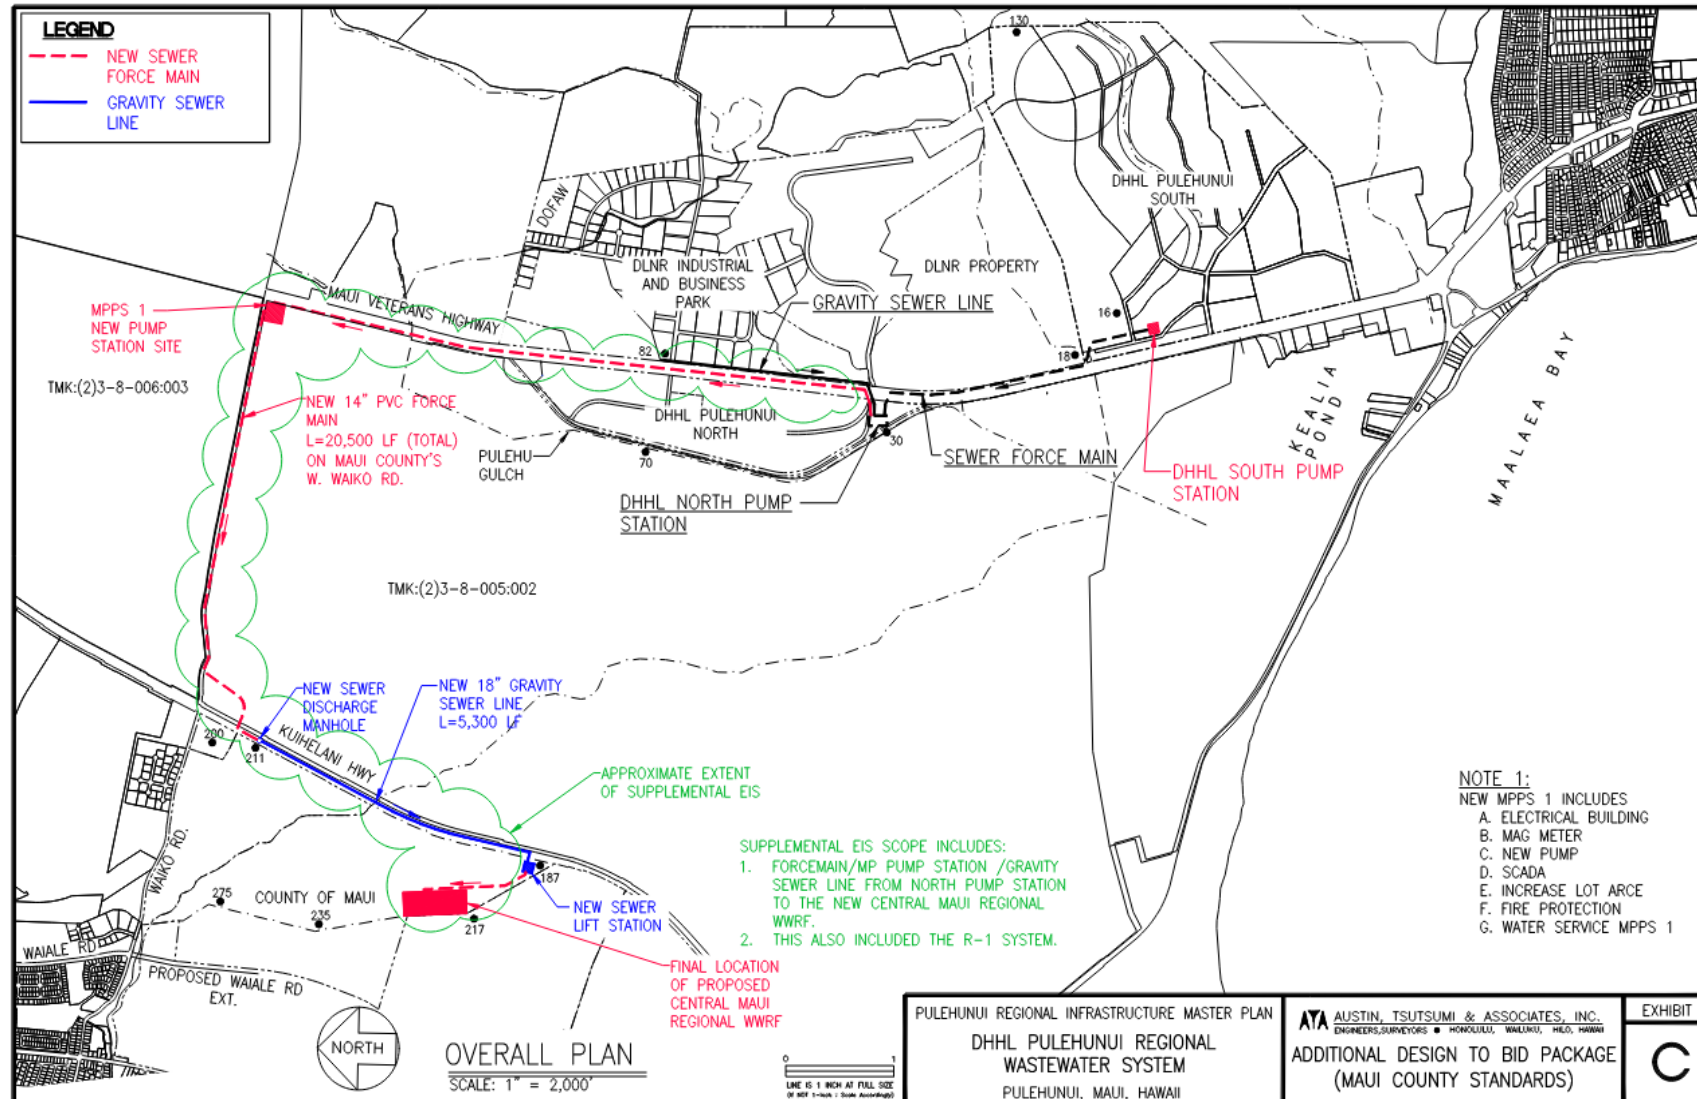 LEGEND
NEW SEWER
FORCE MAIN
GRAVITY SEWER
LINE
130
DOFAW
DHHL PULEHUNUI
SOUTH
DLNR INDUSTRIAL
AND BUSINESS
PARK
DLNR PROPERTY
GRAVITY SEWER LINE
MAUI VETERANS HIGHWAY
MPPS 1
NEW PUMP
STATION SITE
16
18
82
TMK:(2)3-8-006:003
NEW 14" PVC FORCE
MAIN
L=20,500 LF (TOTAL)
ON MAUI COUNTY'S
W. WAIKO RD.
DHHL PULEHUNUI
NORTH
PULEHU
GULCH
70
30
SEWER FORCE MAIN
DHHL NORTH PUMP
STATION
DHHL SOUTH PUMP
STATION
KEALIA
POND
MAALAEA BAY
TMK:(2)3-8-005:002
NEW SEWER
DISCHARGE
MANHOLE
NEW 18" GRAVITY
SEWER LINE
L=5,300 LF
200
211
KUIHELANI HWY
APPROXIMATE EXTENT
OF SUPPLEMENTAL EIS
SUPPLEMENTAL EIS SCOPE INCLUDES:
1. FORCEMAIN/MP PUMP STATION /GRAVITY
SEWER LINE FROM NORTH PUMP STATION
TO THE NEW CENTRAL MAUI REGIONAL
WWRF.
2. THIS ALSO INCLUDED THE R-1 SYSTEM.
NOTE 1:
NEW MPPS 1 INCLUDES
A. ELECTRICAL BUILDING
B. MAG METER
C. NEW PUMP
D. SCADA
E. INCREASE LOT ARCE
F. FIRE PROTECTION
G. WATER SERVICE MPPS 1
WAIKO RD.
275
COUNTY OF MAUI
235
187
217
NEW SEWER
LIFT STATION
WAIALE RD
PROPOSED WAIALE RD
EXT.
FINAL LOCATION
OF PROPOSED
CENTRAL MAUI
REGIONAL WWRF
NORTH
OVERALL PLAN
SCALE: 1" = 2,000'
0 1
LINE IS 1 INCH AT FULL SIZE
(IF NOT 1-inch : Scale Accordingly)
PULEHUNUI REGIONAL INFRASTRUCTURE MASTER PLAN
DHHL PULEHUNUI REGIONAL
WASTEWATER SYSTEM
PULEHUNUI, MAUI, HAWAII
ATA AUSTIN, TSUTSUMI & ASSOCIATES, INC.
ENGINEERS,SURVEYORS ■ HONOLULU, WAILUKU, HILO, HAWAII
ADDITIONAL DESIGN TO BID PACKAGE
(MAUI COUNTY STANDARDS)
EXHIBIT
C